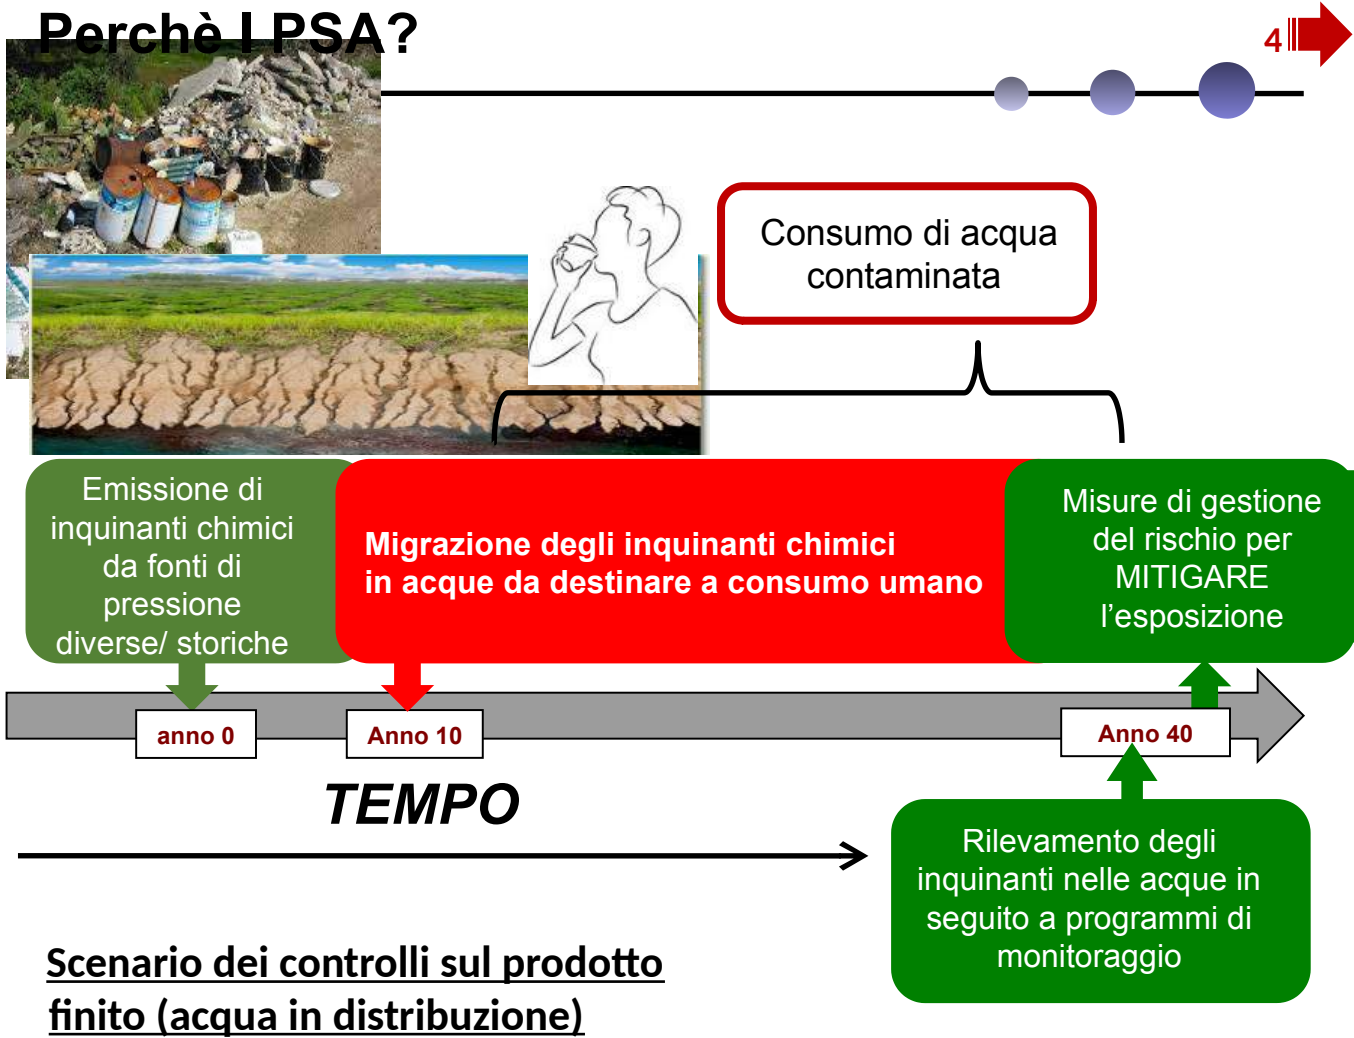 Perchè I PSA?
4
Consumo di acqua
contaminata
Emissione di
inquinanti chimici
da fonti di
pressione
diverse/ storiche
Migrazione degli inquinanti chimici
in acque da destinare a consumo umano
Misure di gestione
del rischio per
MITIGARE
l’esposizione
anno 0
Anno 10
Anno 40
TEMPO
Rilevamento degli
inquinanti nelle acque in
seguito a programmi di
monitoraggio
Scenario dei controlli sul prodotto
finito (acqua in distribuzione)